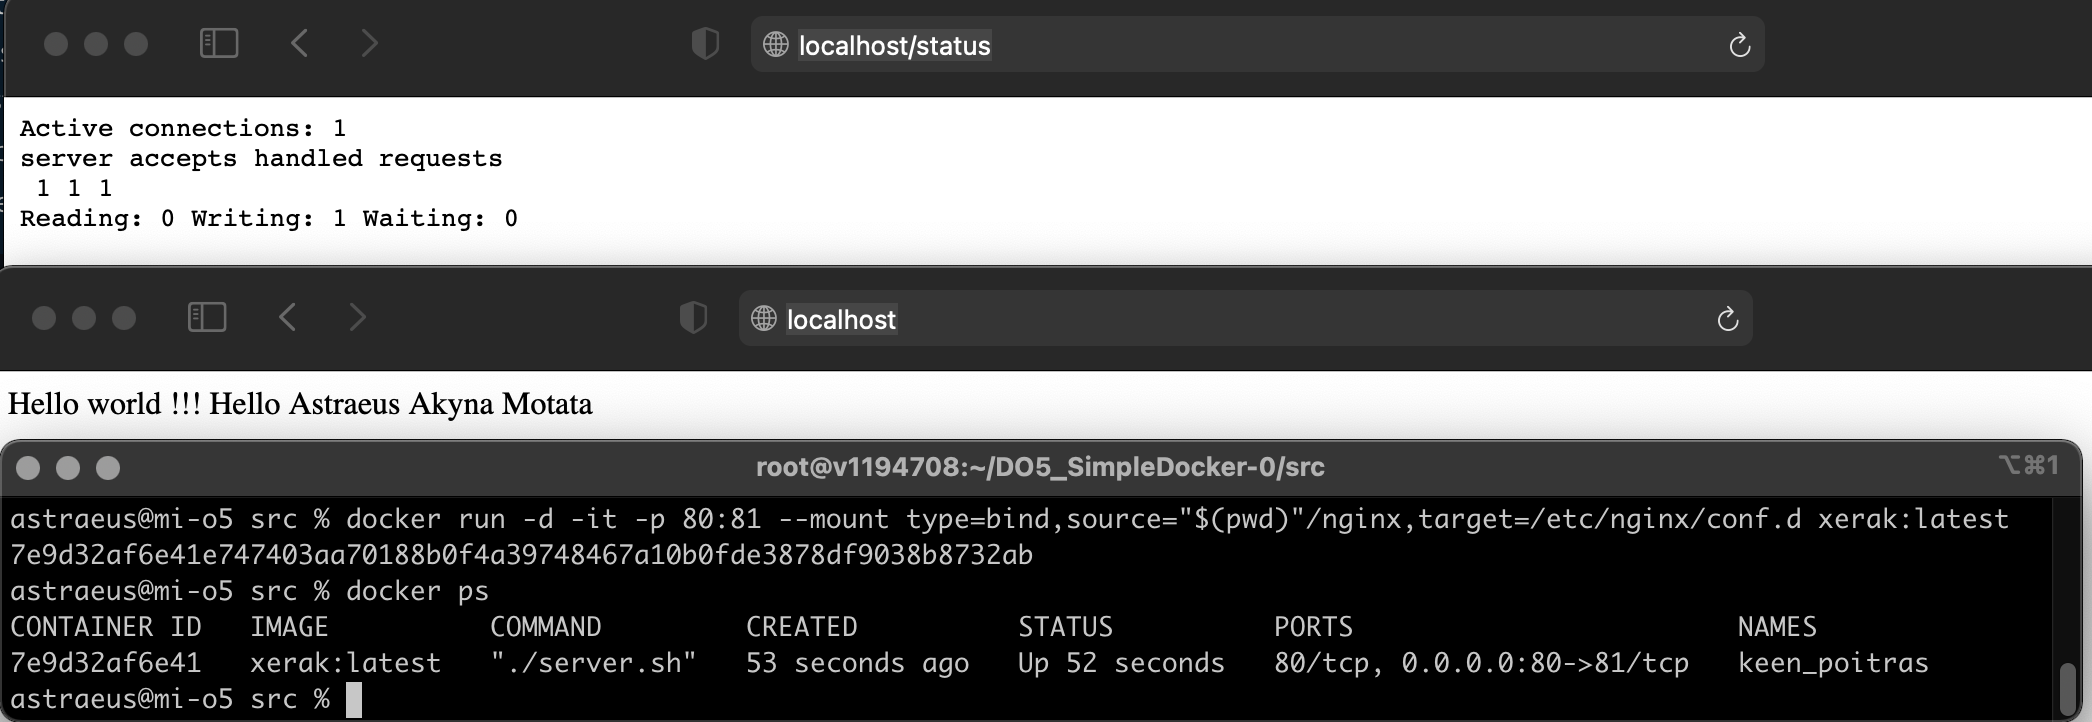 localhost/status
Active connections: 1
server accepts handled requests
1 1 1
Reading: 0 Writing: 1 Waiting: 0
localhost
Hello world !!! Hello Astraeus Akyna Motata
root@v1194708:~/DO5_SimpleDocker-0/src
⌥⌘1
astraeus@mi-o5 src % docker run -d -it -p 80:81 --mount type=bind,source="$(pwd)"/nginx,target=/etc/nginx/conf.d xerak:latest
7e9d32af6e41e747403aa70188b0f4a39748467a10b0fde3878df9038b8732ab
astraeus@mi-o5 src % docker ps
CONTAINER ID IMAGE COMMAND CREATED STATUS PORTS NAMES
7e9d32af6e41 xerak:latest "./server.sh" 53 seconds ago Up 52 seconds 80/tcp, 0.0.0.0:80->81/tcp keen_poitras
astraeus@mi-o5 src %